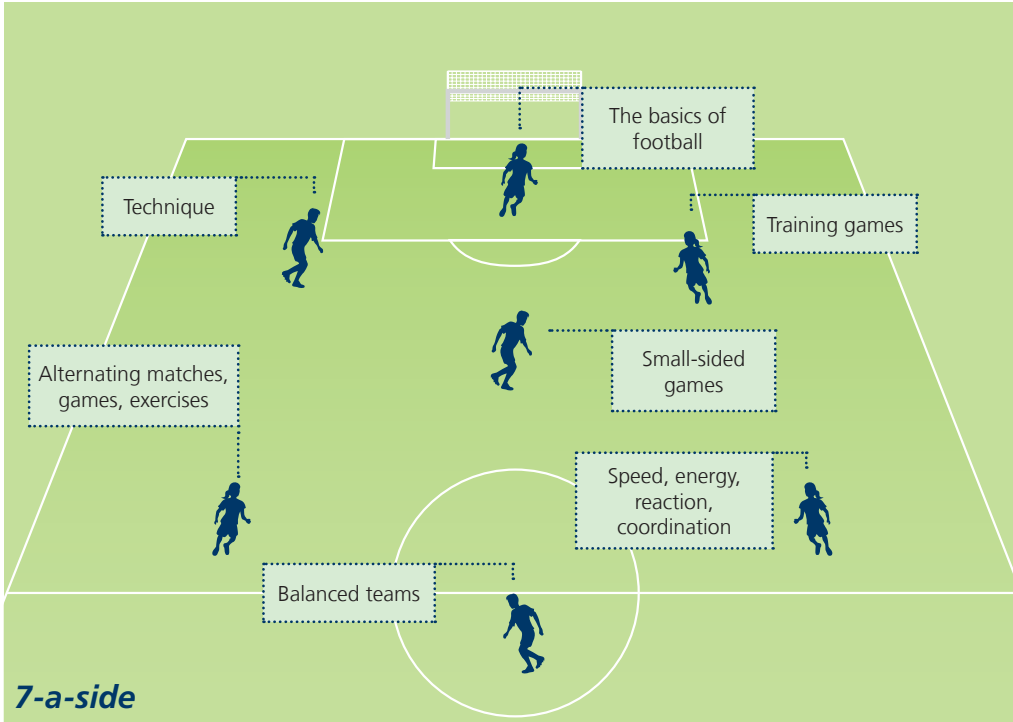 The basics of
football
Technique
Training games
Alternating matches,
games, exercises
Small-sided
games
Speed, energy,
reaction,
coordination
Balanced teams
7-a-side